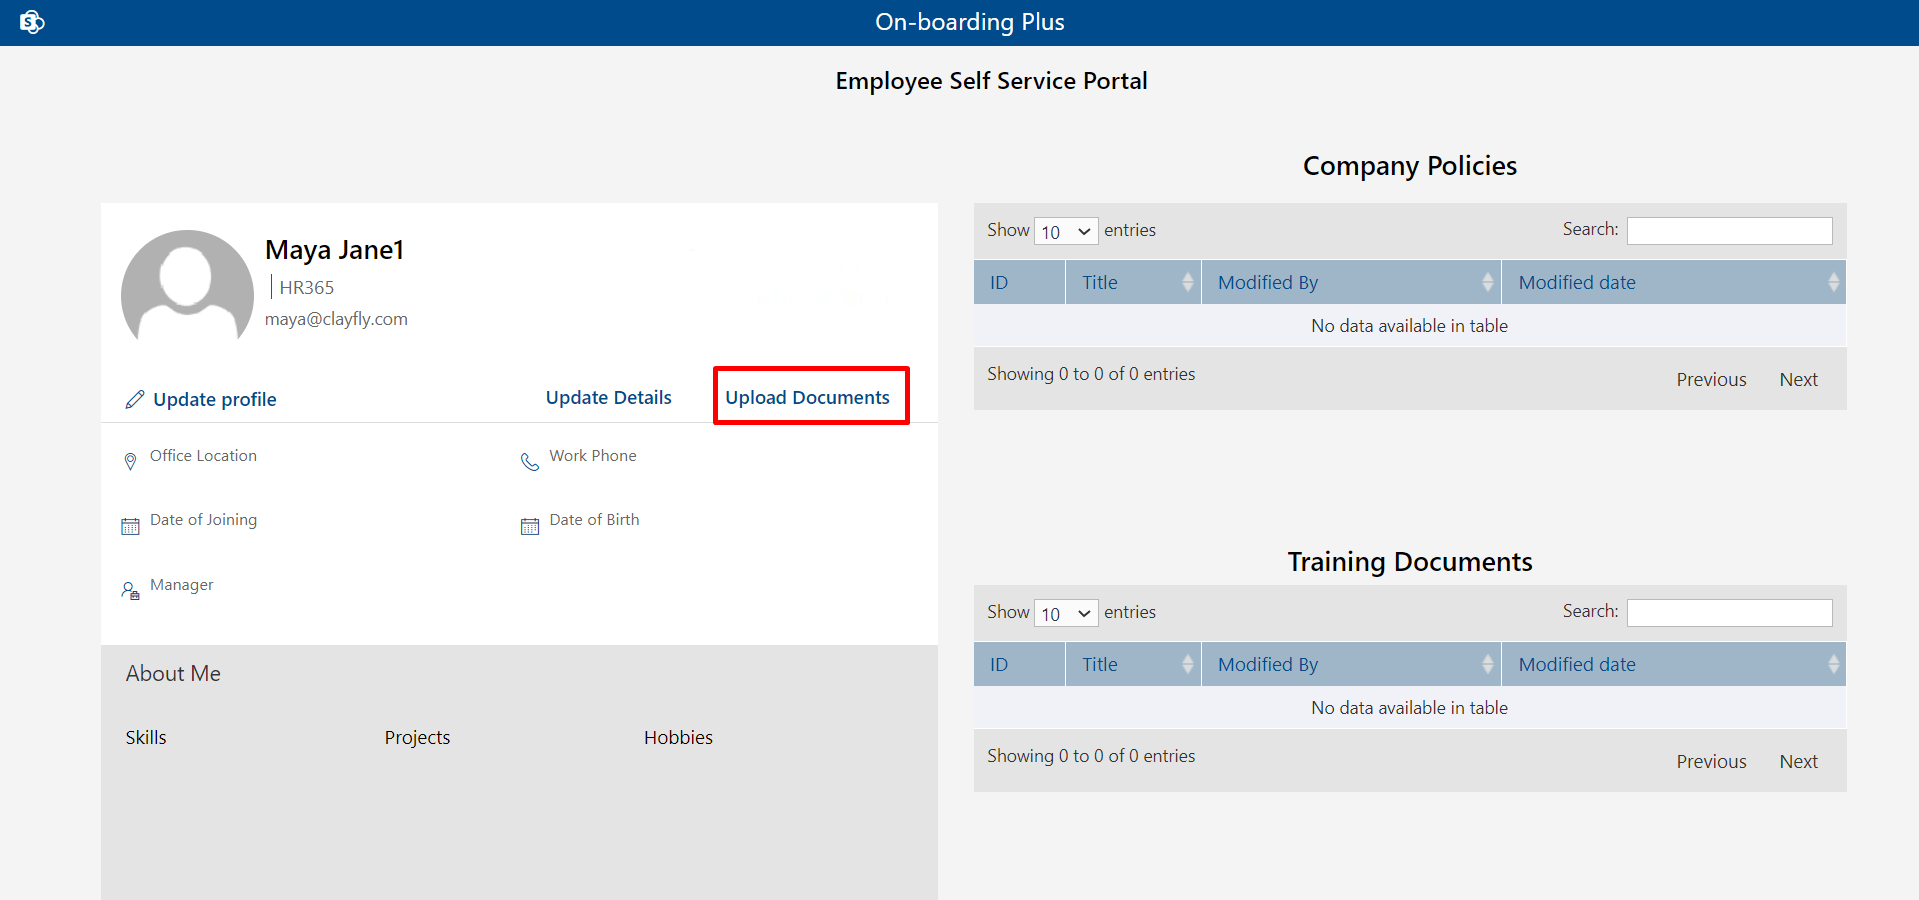 On-boarding Plus
Employee Self Service Portal
Maya Jane1
HR365
maya@clayfly.com
Update profile
Update Details
Upload Documents
Office Location
Work Phone
Date of Joining
Date of Birth
Manager
About Me
Skills
Projects
Hobbies
Company Policies
Show 10 entries
Search:
ID Title Modified By Modified date
No data available in table
Showing 0 to 0 of 0 entries
Previous Next
Training Documents
Show 10 entries
Search:
ID Title Modified By Modified date
No data available in table
Showing 0 to 0 of 0 entries
Previous Next